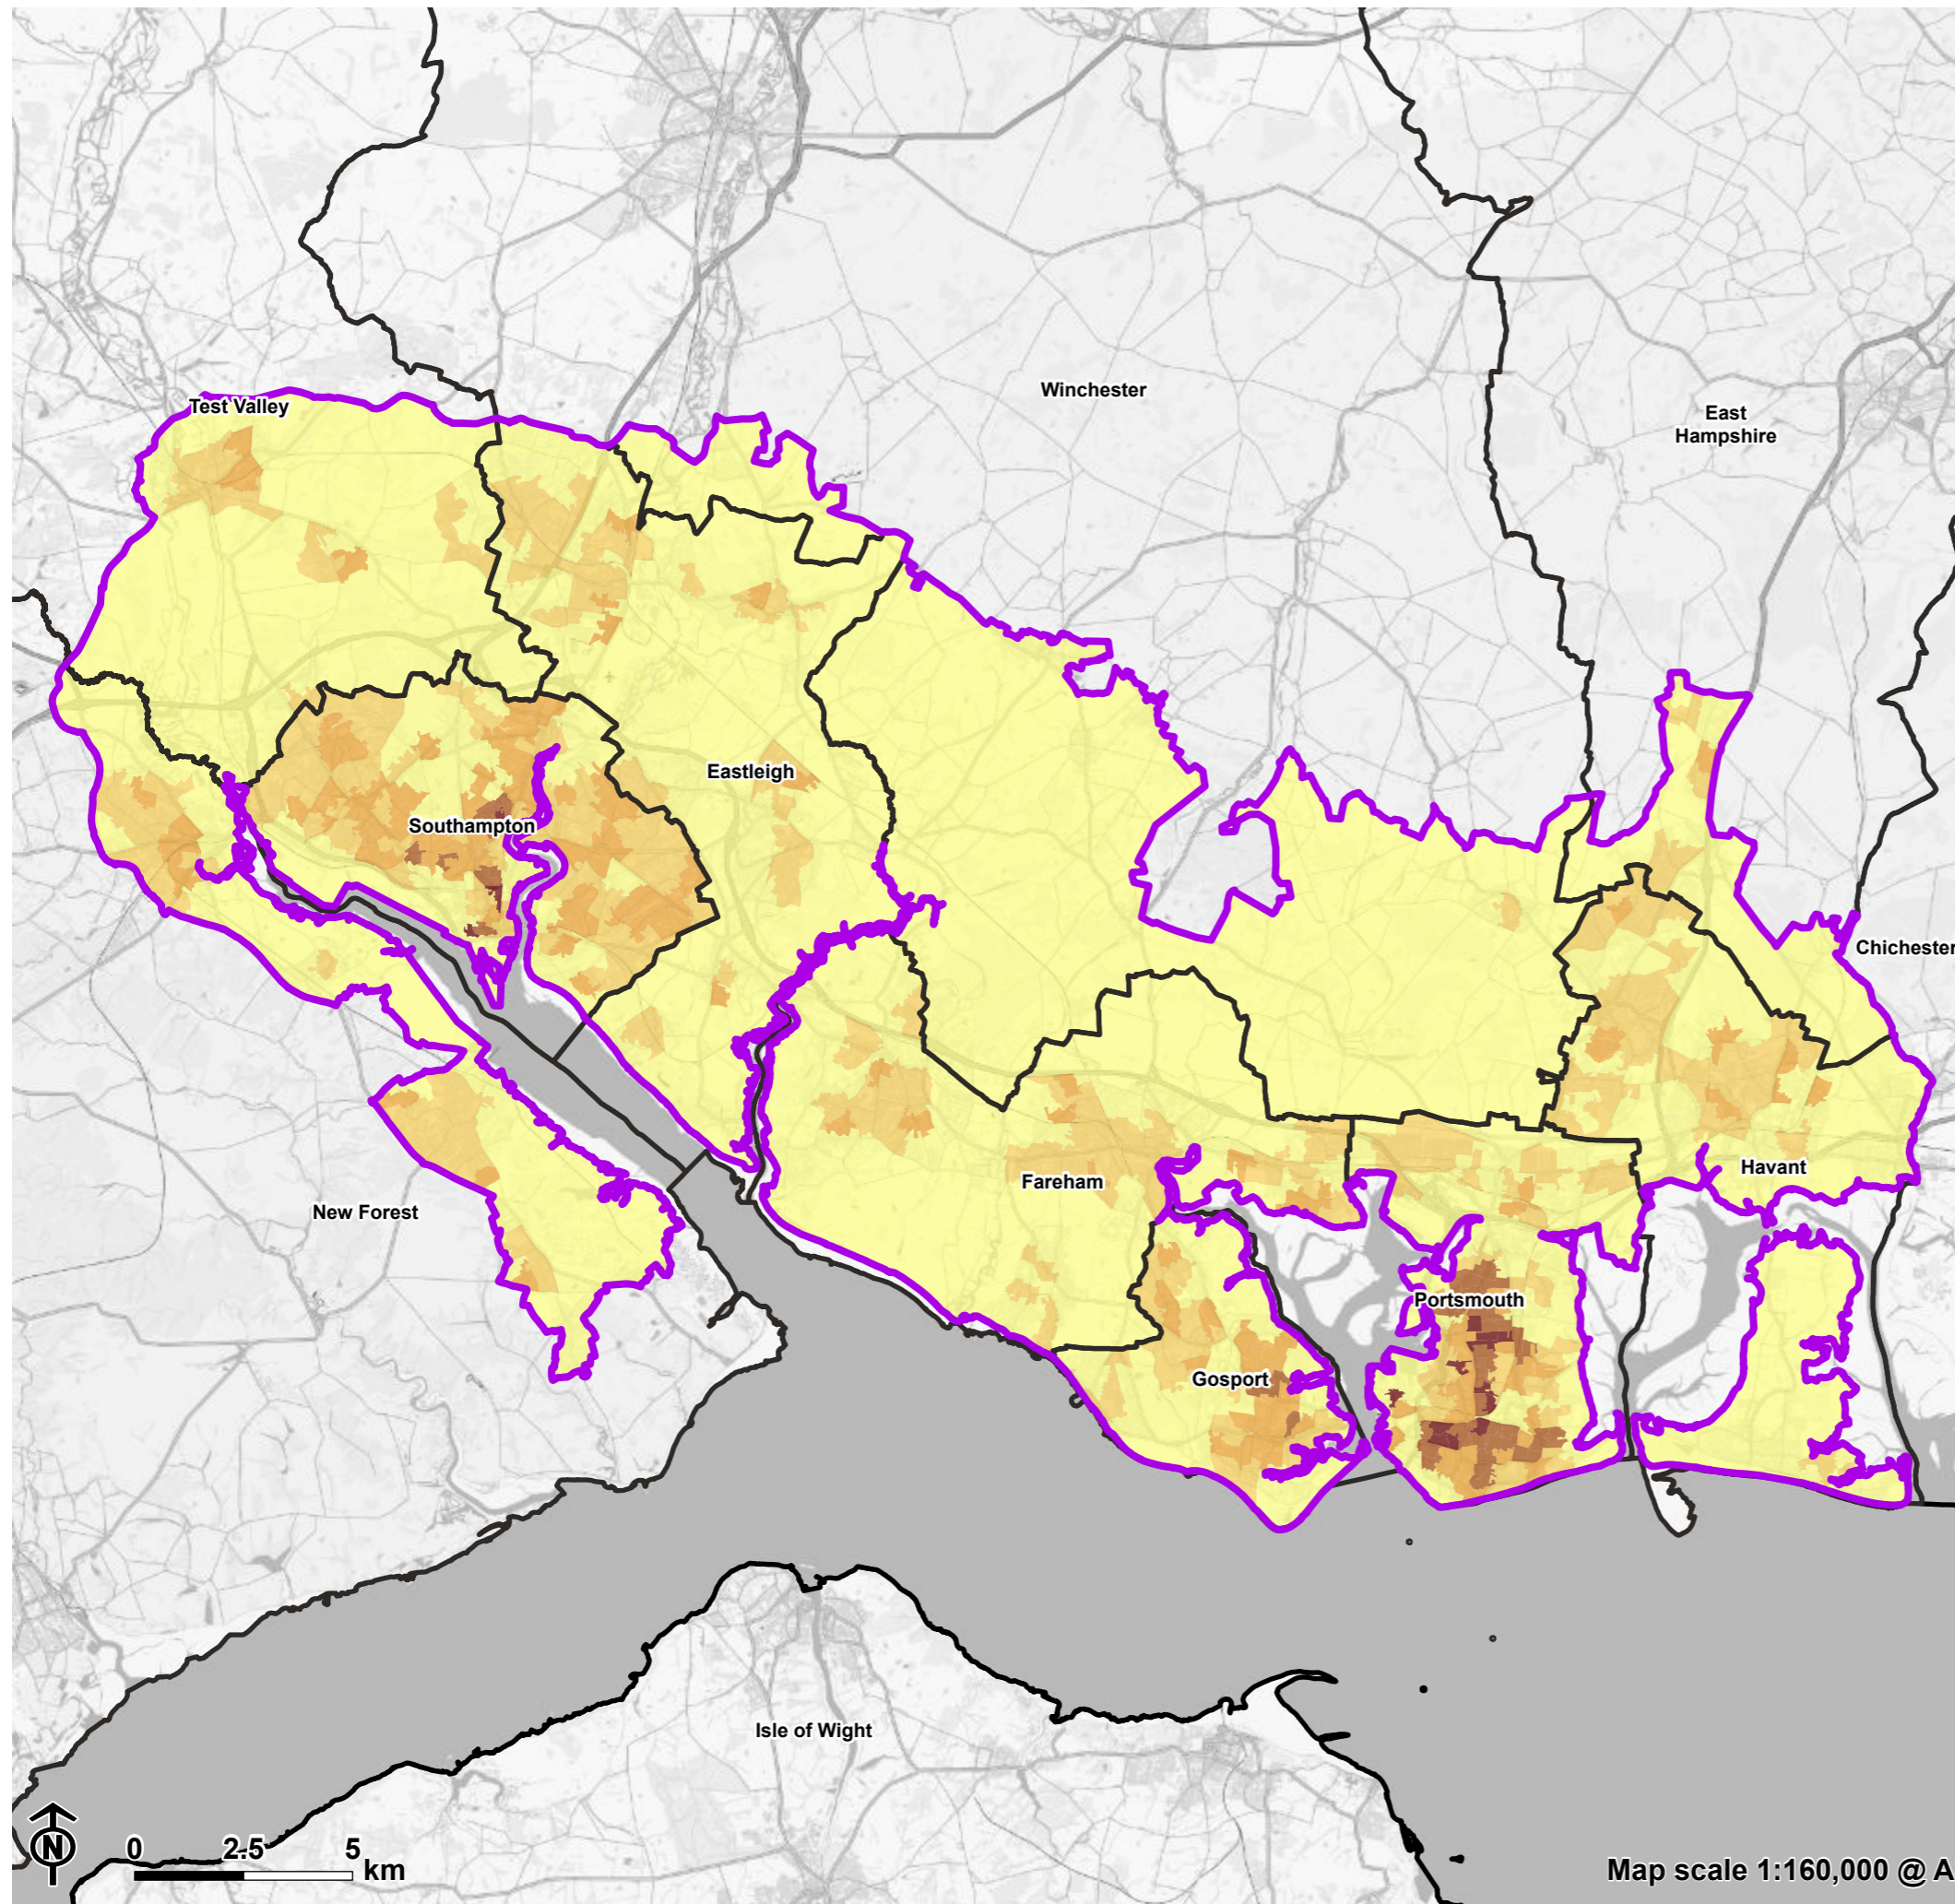 Winchester
Test Valley
East
Hampshire
Eastleigh
Southampton
Chichester
Havant
Fareham
New Forest
Portsmouth
Gosport
Isle of Wight
N
0 2.5 5
km
Map scale 1:160,000 @ A